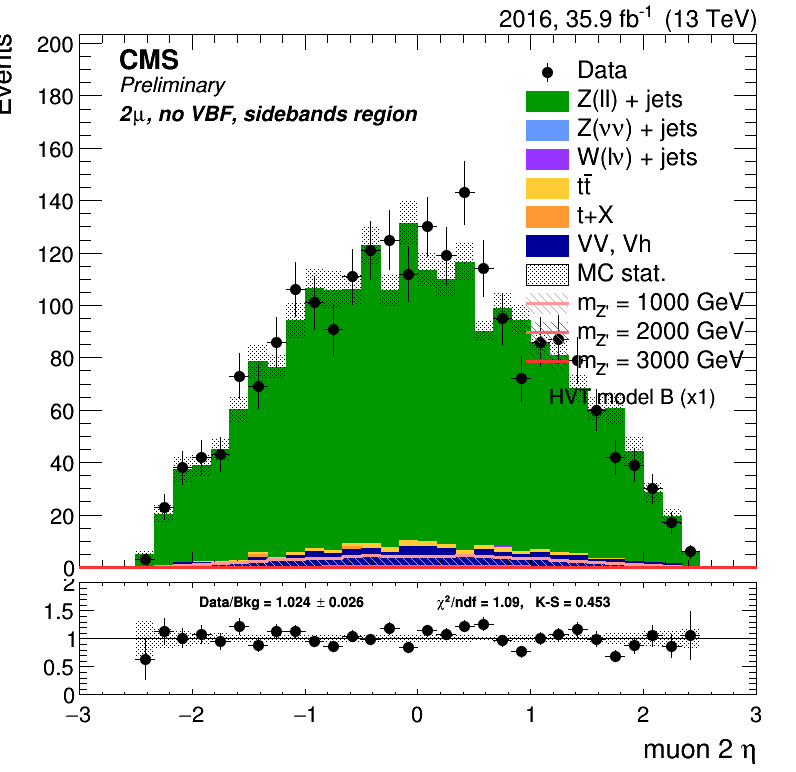 2016, 35.9 fb⁻¹ (13 TeV)
Events
CMS
Preliminary
2μ, no VBF, sidebands region
Data
Z(ll) + jets
Z(νν) + jets
W(lν) + jets
tt̄
t+X
VV, Vh
MC stat.
m_Z' = 1000 GeV
m_Z' = 2000 GeV
m_Z' = 3000 GeV
HVT model B (x1)
200
180
160
140
120
100
80
60
40
20
0
Data/Bkg = 1.024 ± 0.026
χ²/ndf = 1.09, K-S = 0.453
2
1.5
1
0.5
0
−3 −2 −1 0 1 2 3
muon 2 η